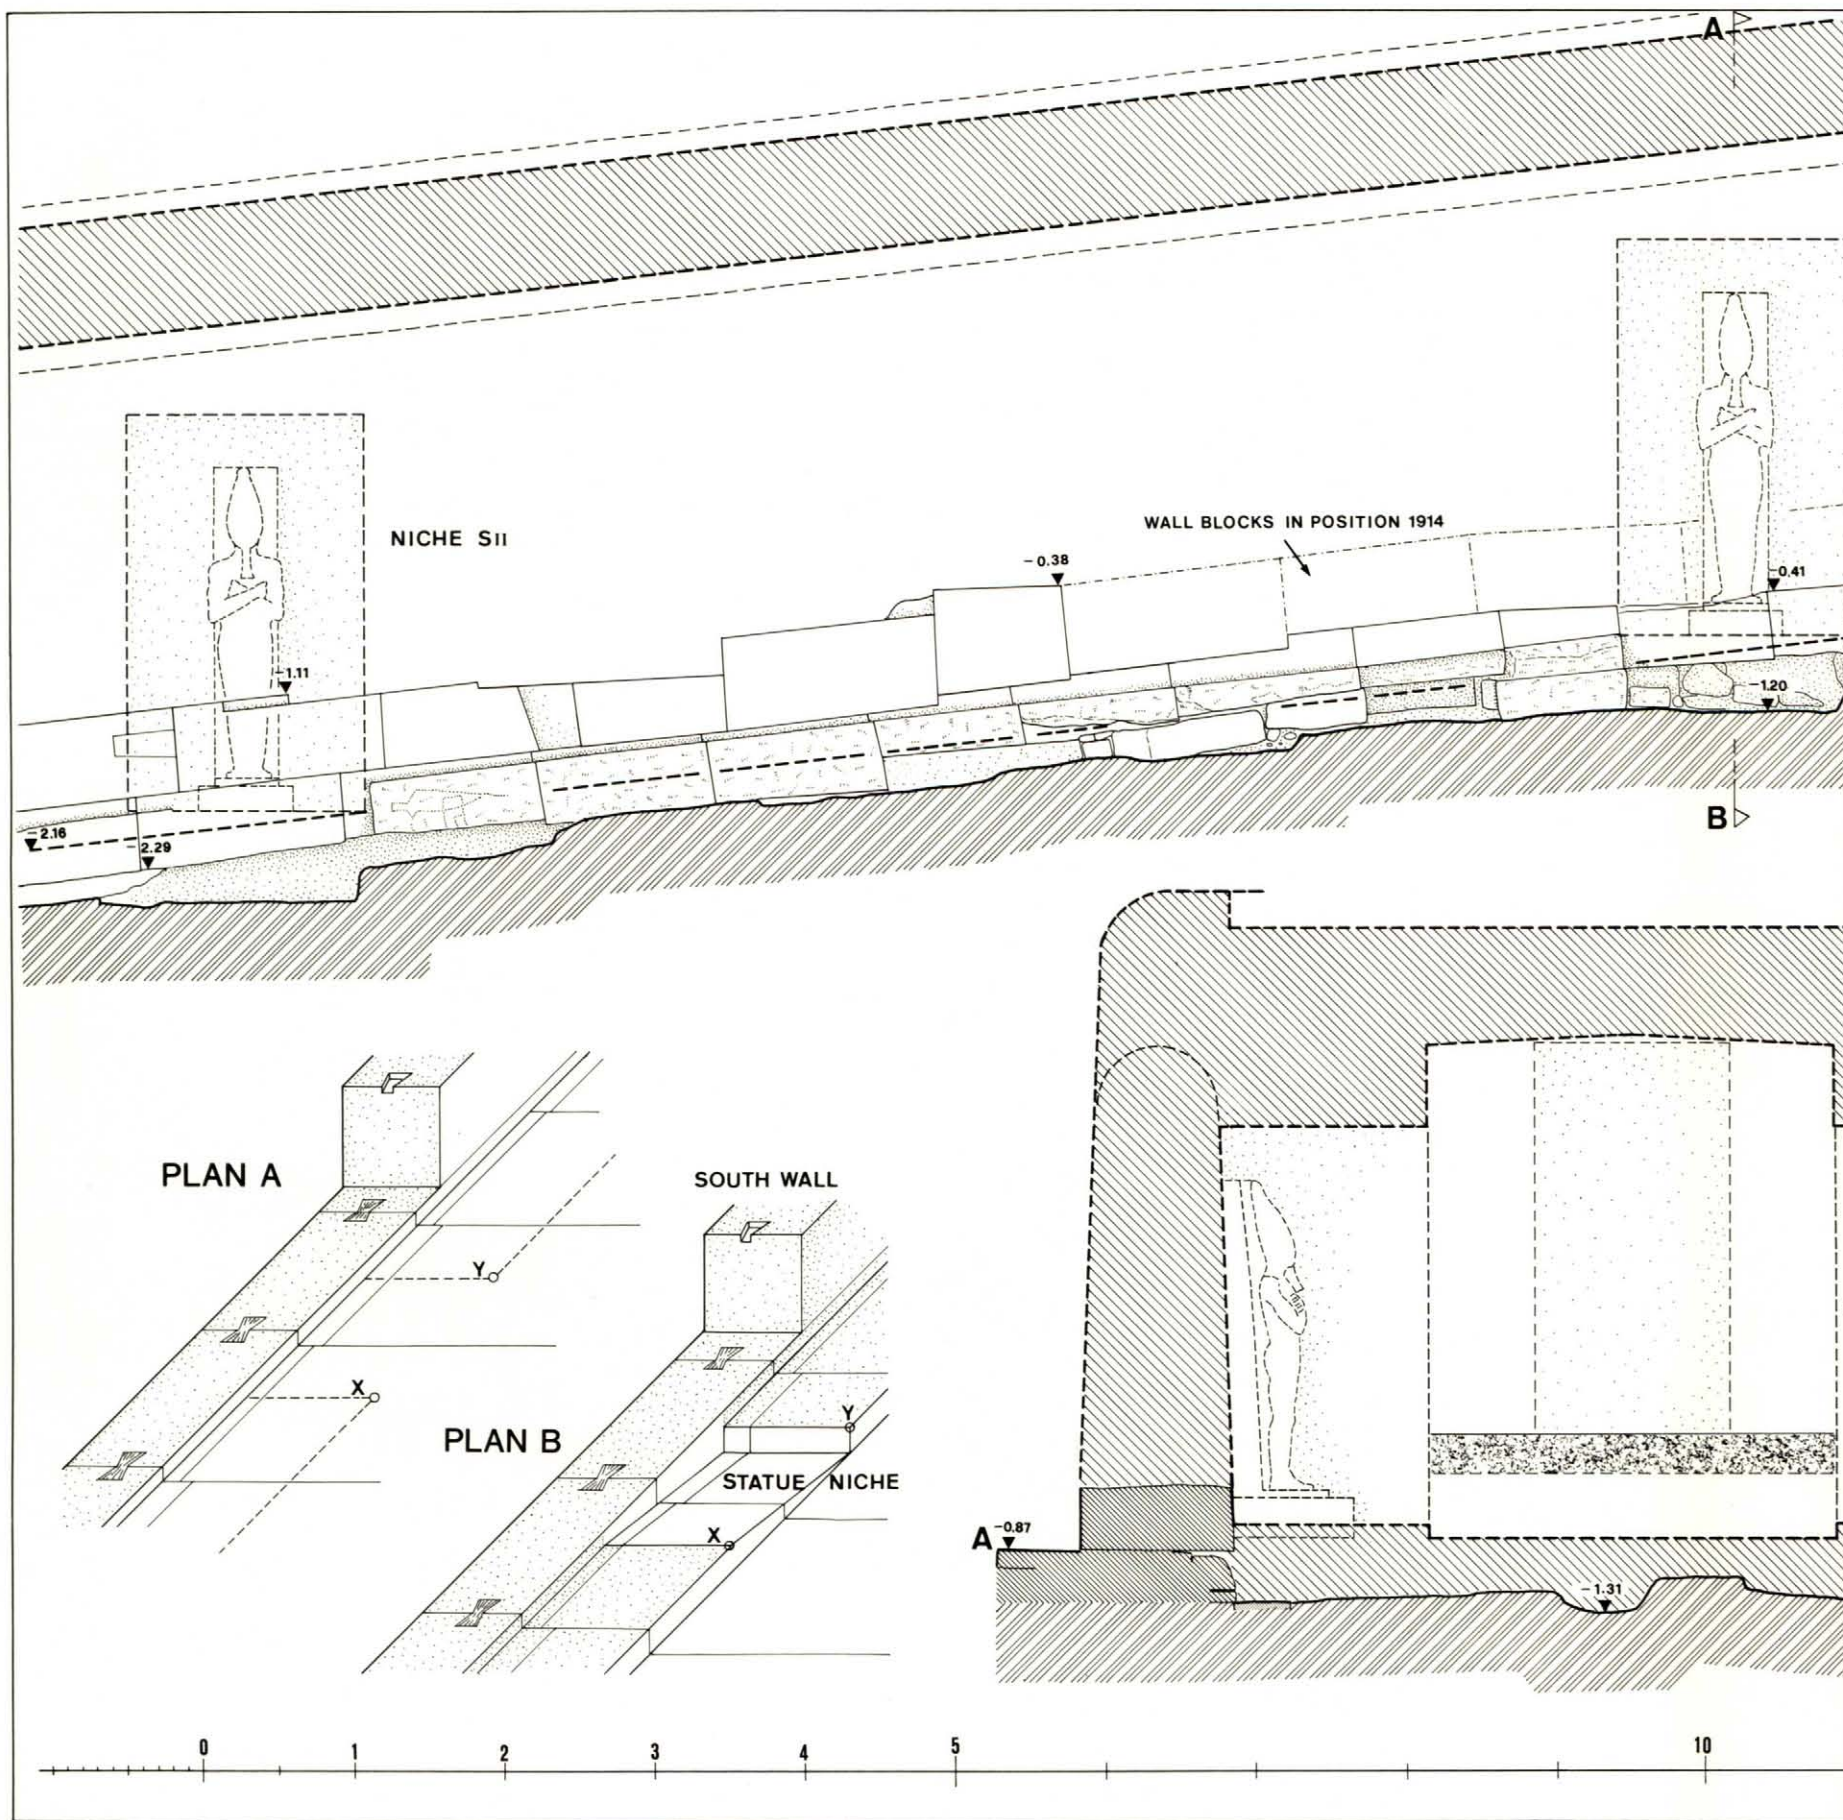 A
NICHE SII
WALL BLOCKS IN POSITION 1914
-0.38
-0.41
-1.11
-1.20
-2.16
-2.29
B
PLAN A
SOUTH WALL
Y
X
PLAN B
Y
STATUE NICHE
X
A -0.87
-1.31
0 1 2 3 4 5 10